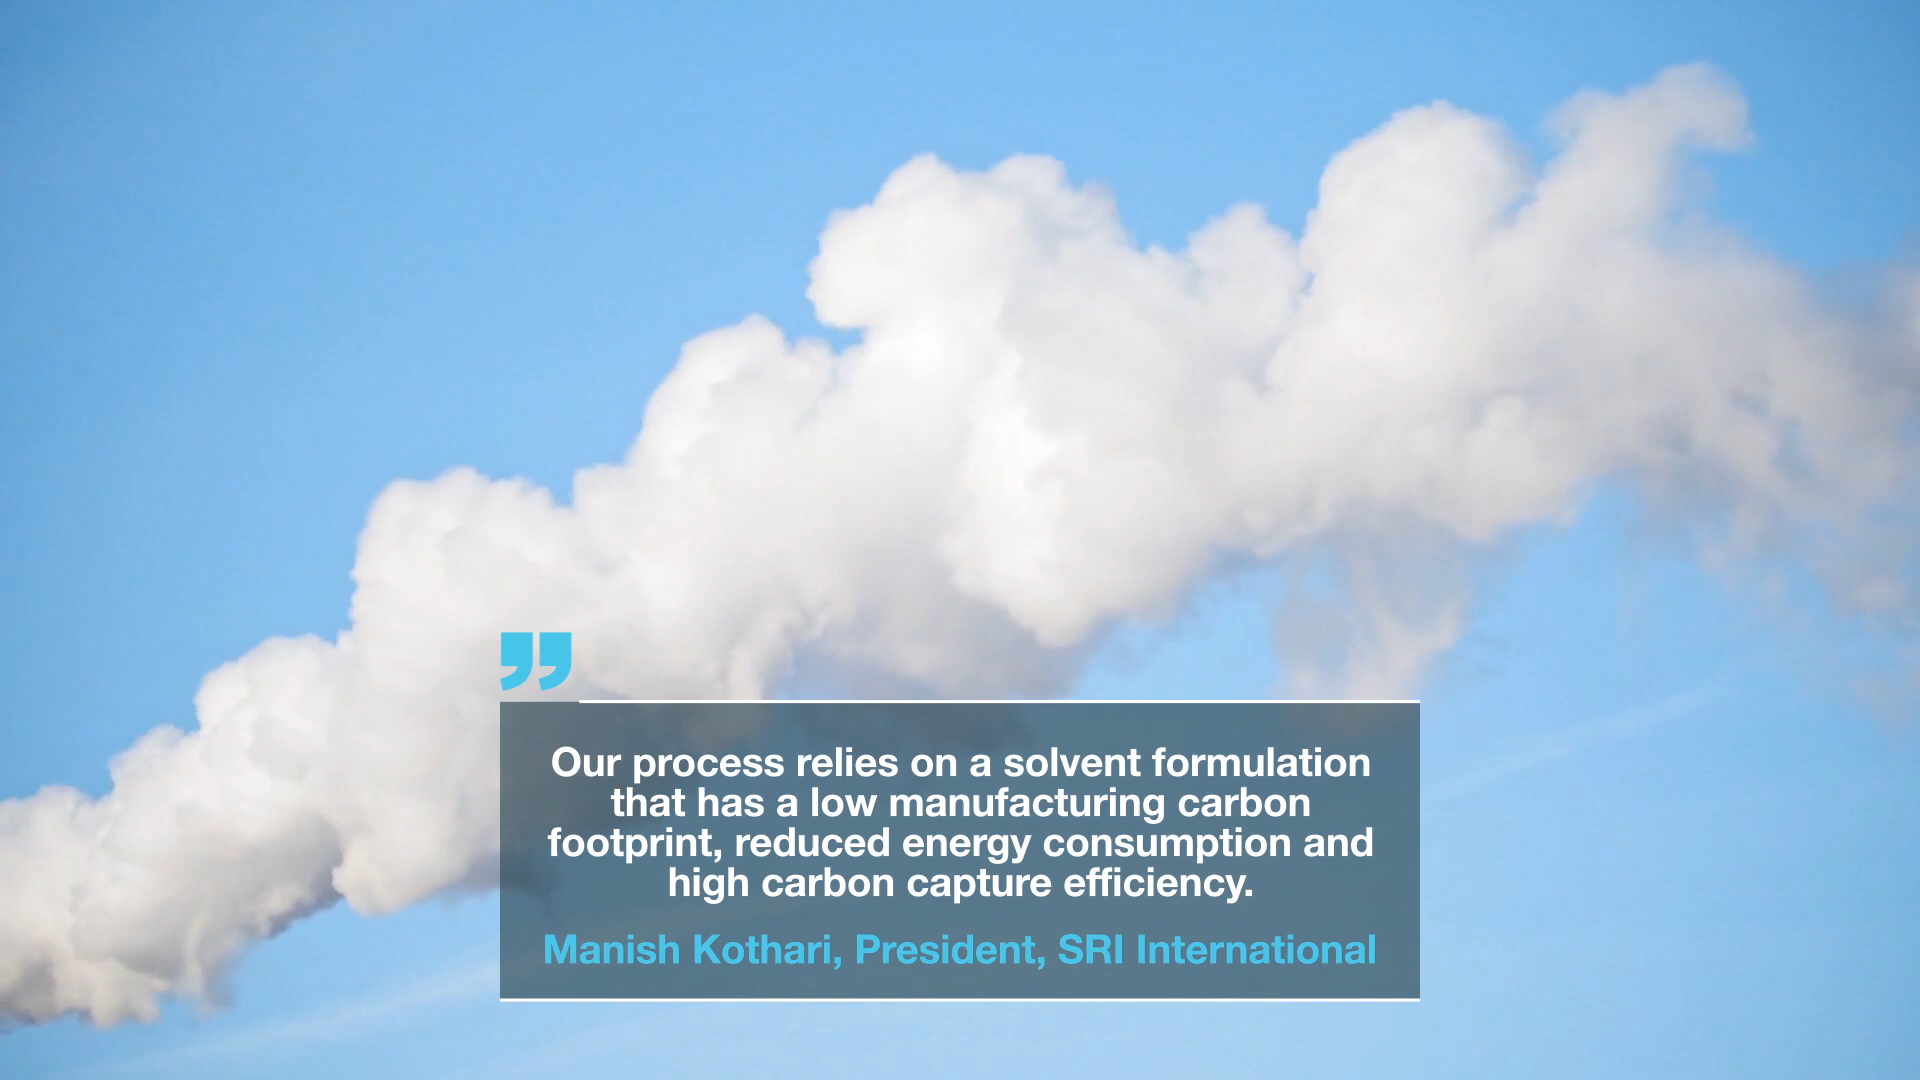 ”
Our process relies on a solvent formulation
that has a low manufacturing carbon
footprint, reduced energy consumption and
high carbon capture efficiency.
Manish Kothari, President, SRI International